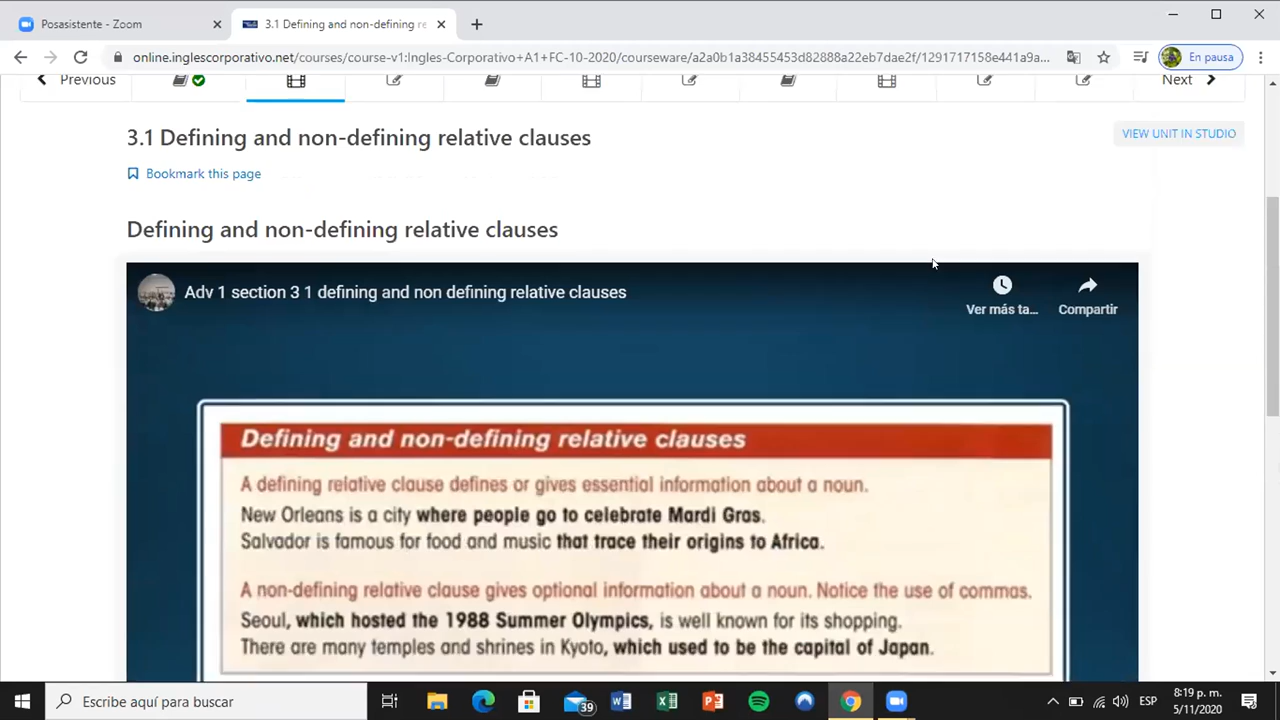 Posasistente - Zoom
3.1 Defining and non-defining re
online.inglescorporativo.net/courses/course-v1:Ingles-Corporativo+A1+FC-10-2020/courseware/a2a0b1a38455453d82888a22eb7dae2f/1291717158e441a9a...
En pausa
Previous
Next
3.1 Defining and non-defining relative clauses
VIEW UNIT IN STUDIO
Bookmark this page
Defining and non-defining relative clauses
Adv 1 section 3 1 defining and non defining relative clauses
Ver más ta...
Compartir
Defining and non-defining relative clauses
A defining relative clause defines or gives essential information about a noun.
New Orleans is a city where people go to celebrate Mardi Gras.
Salvador is famous for food and music that trace their origins to Africa.
A non-defining relative clause gives optional information about a noun. Notice the use of commas.
Seoul, which hosted the 1988 Summer Olympics, is well known for its shopping.
There are many temples and shrines in Kyoto, which used to be the capital of Japan.
Escribe aquí para buscar
39
ESP
8:19 p. m.
5/11/2020